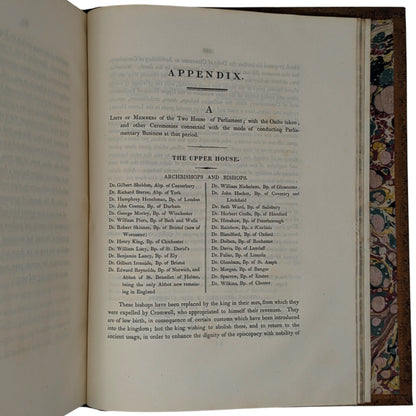 APPENDIX.
A
LISTS OF MEMBERS OF THE TWO HOUSES OF PARLIAMENT; with the Oaths taken,
and other Ceremonies connected with the mode of conducting Parlia-
mentary Business at that period.
THE UPPER HOUSE.
ARCHBISHOPS AND BISHOPS.
Dr. Gilbert Sheldon, Abp. of Canterbury
Dr. Richard Sterne, Abp. of York
Dr. Humphrey Henchman, Bp. of London
Dr. John Cosens, Bp. of Durham
Dr. George Morley, Bp. of Winchester
Dr. William Piers, Bp. of Bath and Wells
Dr. Robert Skinner, Bp. of Bristol (now of
Worcester)
Dr. Henry King, Bp. of Chichester
Dr. William Lucy, Bp. of St. David's
Dr. Benjamin Laney, Bp. of Ely
Dr. Gilbert Ironside, Bp. of Bristol
Dr. Edward Reynolds, Bp. of Norwich, and
Abbot of St. Benedict of Holme,
being the only Abbot now remaining
in England
Dr. William Nicholson, Bp. of Gloucester
Dr. John Hacket, Bp. of Coventry and
Litchfield
Dr. Seth Ward, Bp. of Salisbury
Dr. Herbert Crofts, Bp. of Hereford
Dr. Henshaw, Bp. of Peterborough
Dr. Rainbow, Bp. of Carlisle
Dr. Blandford, Bp. of Oxford
Dr. Dolben, Bp. of Rochester
Dr. Davis, Bp. of Landaff
Dr. Fuller, Bp. of Lincoln
Dr. Glemham, Bp. of St. Asaph
Dr. Morgan, Bp. of Bangor
Dr. Sparrow, Bp. of Exeter
Dr. Wilkins, Bp. of Chester
These bishops have been replaced by the king in their sees, from which they
were expelled by Cromwell, who appropriated to himself their revenues. They
are of low birth, in consequence of certain customs which have been introduced
into the kingdom; but the king wishing to abolish these, and to return to the
ancient usage, in order to enhance the dignity of the episcopacy with nobility of